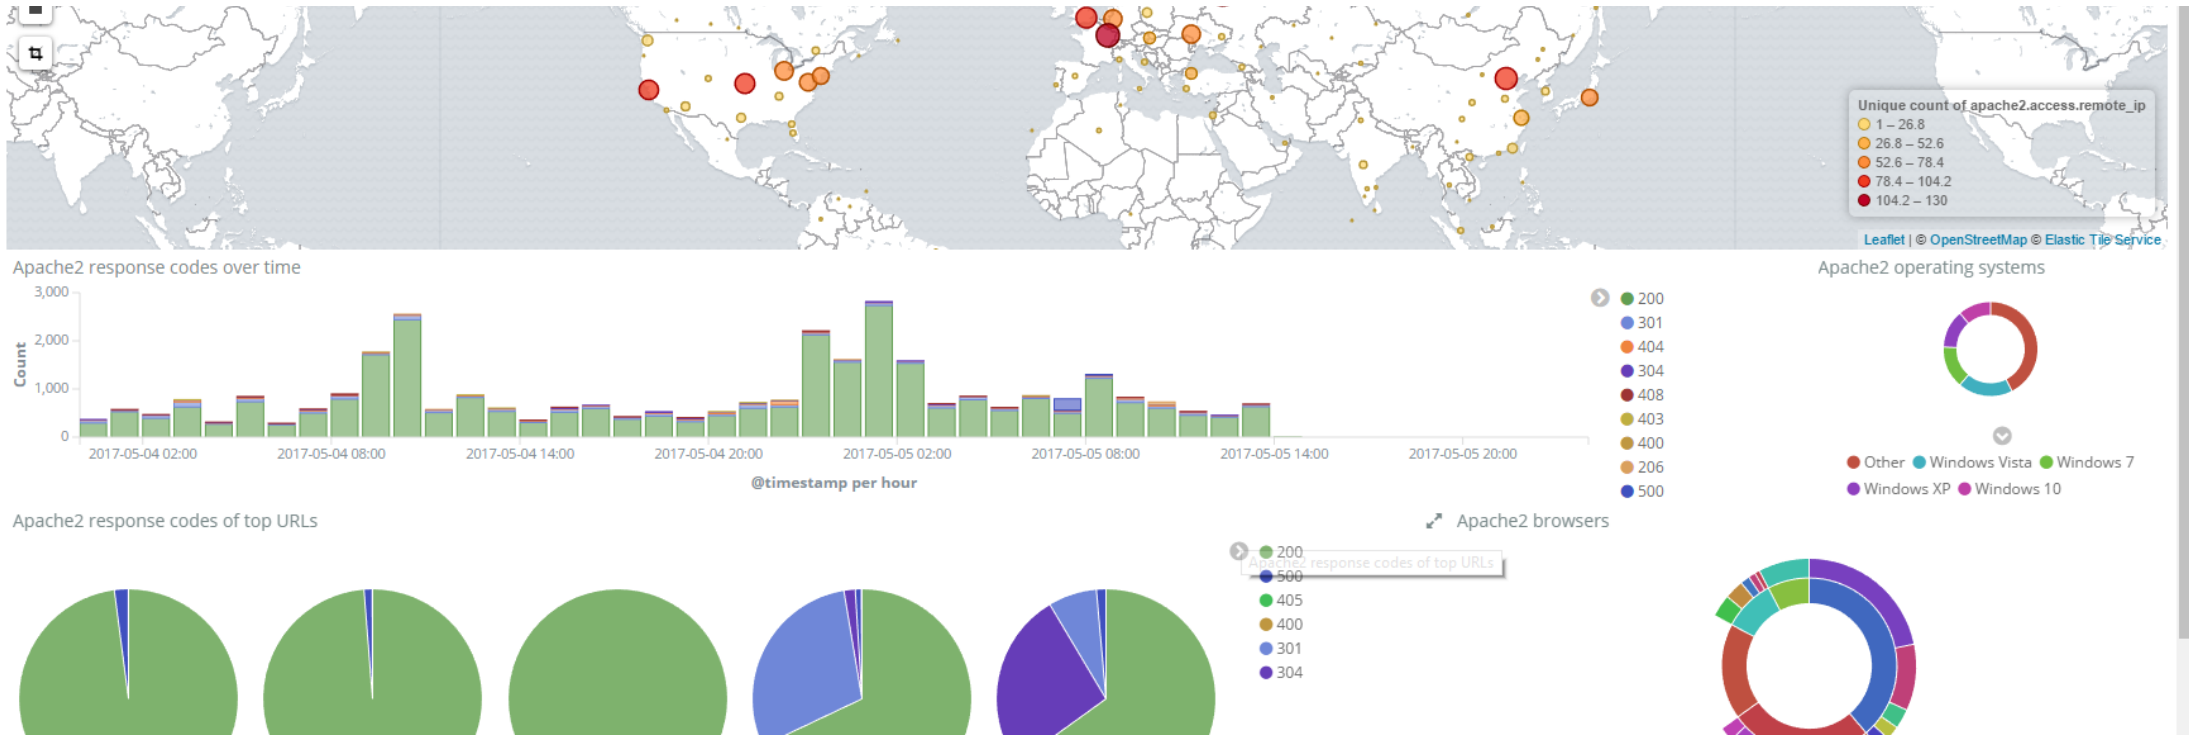 Unique count of apache2.access.remote_ip
1 – 26.8
26.8 – 52.6
52.6 – 78.4
78.4 – 104.2
104.2 – 130
Leaflet | © OpenStreetMap © Elastic Tile Service
Apache2 response codes over time
3,000
2,000
1,000
0
Count
2017-05-04 02:00
2017-05-04 08:00
2017-05-04 14:00
2017-05-04 20:00
2017-05-05 02:00
2017-05-05 08:00
2017-05-05 14:00
2017-05-05 20:00
@timestamp per hour
200
301
404
304
408
403
400
206
500
Apache2 operating systems
Other
Windows Vista
Windows 7
Windows XP
Windows 10
Apache2 response codes of top URLs
200
500
405
400
301
304
Apache2 response codes of top URLs
Apache2 browsers